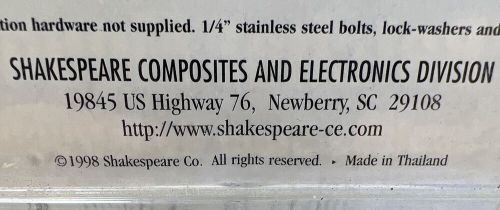 tion hardware not supplied. 1/4” stainless steel bolts, lock-washers and
SHAKESPEARE COMPOSITES AND ELECTRONICS DIVISION
19845 US Highway 76, Newberry, SC 29108
http://www.shakespeare-ce.com
©1998 Shakespeare Co. All rights reserved. ▸ Made in Thailand